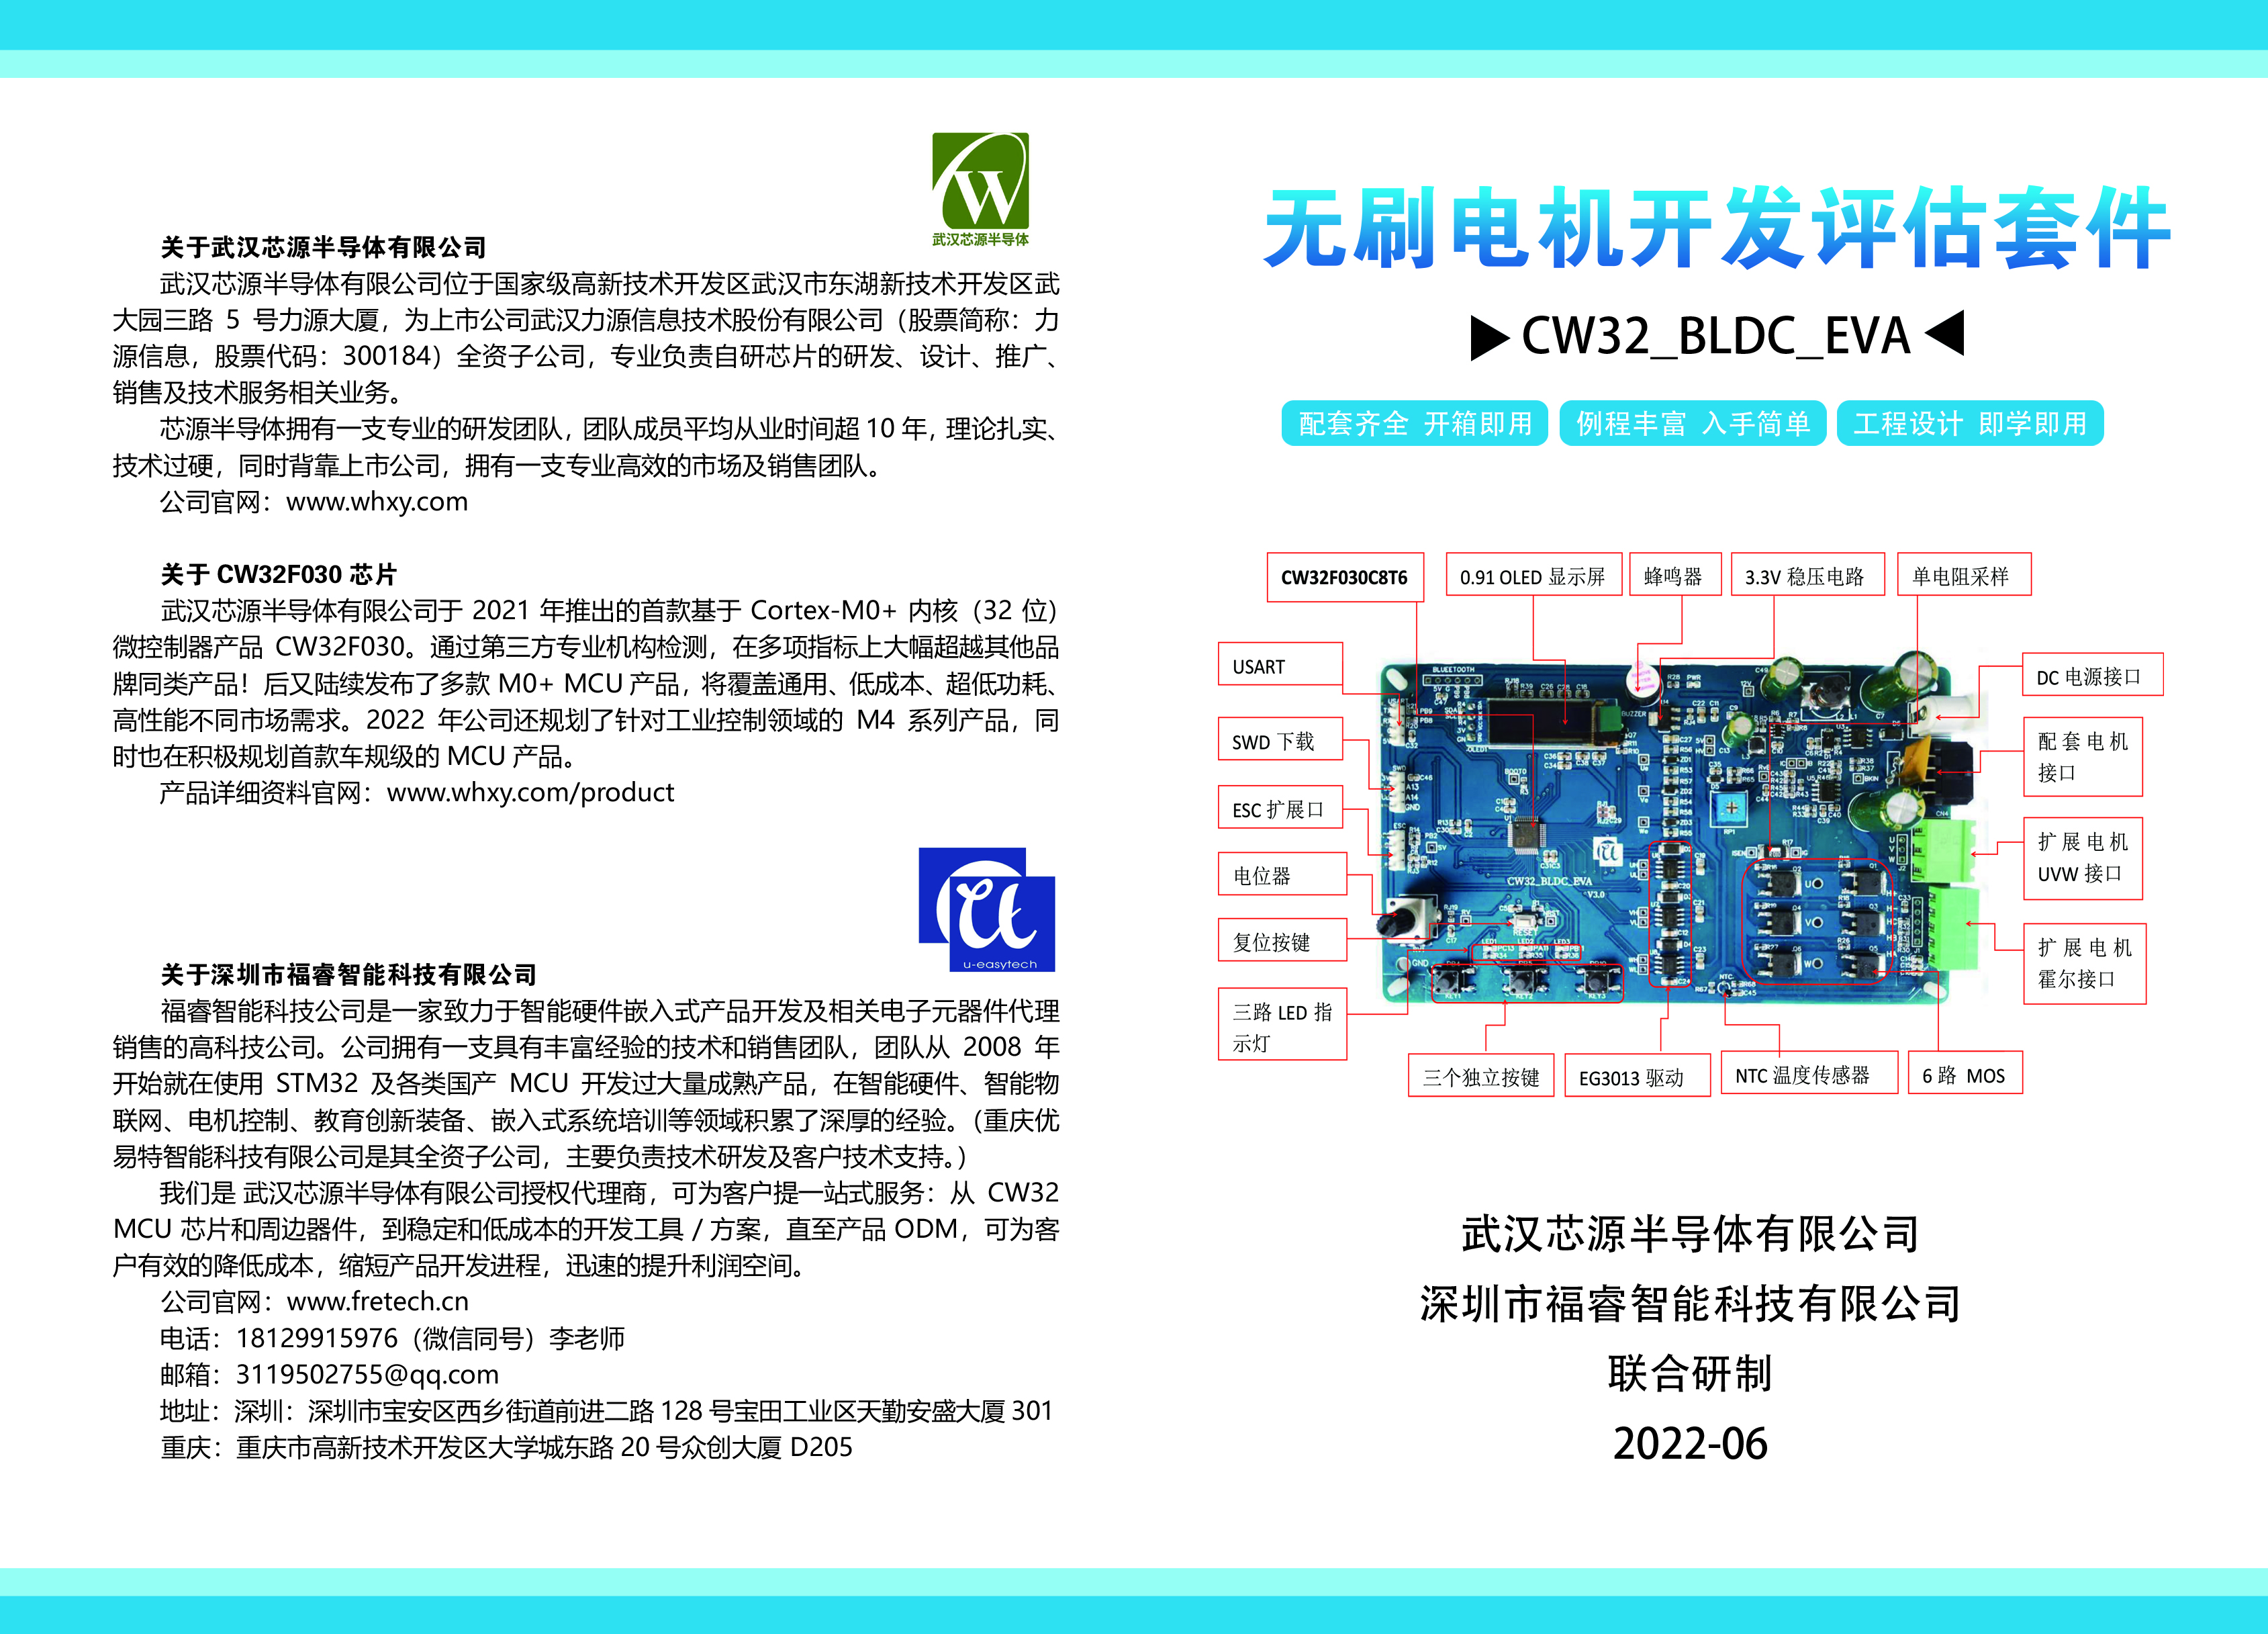 武汉芯源半导体
关于武汉芯源半导体有限公司
武汉芯源半导体有限公司位于国家级高新技术开发区武汉市东湖新技术开发区武
大园三路 5 号力源大厦，为上市公司武汉力源信息技术股份有限公司（股票简称：力
源信息，股票代码：300184）全资子公司，专业负责自研芯片的研发、设计、推广、
销售及技术服务相关业务。
芯源半导体拥有一支专业的研发团队，团队成员平均从业时间超 10 年，理论扎实、
技术过硬，同时背靠上市公司，拥有一支专业高效的市场及销售团队。
公司官网：www.whxy.com
关于 CW32F030 芯片
武汉芯源半导体有限公司于 2021 年推出的首款基于 Cortex-M0+ 内核（32 位）
微控制器产品 CW32F030。通过第三方专业机构检测，在多项指标上大幅超越其他品
牌同类产品！后又陆续发布了多款 M0+ MCU 产品，将覆盖通用、低成本、超低功耗、
高性能不同市场需求。2022 年公司还规划了针对工业控制领域的 M4 系列产品，同
时也在积极规划首款车规级的 MCU 产品。
产品详细资料官网：www.whxy.com/product
u-easytech
关于深圳市福睿智能科技有限公司
福睿智能科技公司是一家致力于智能硬件嵌入式产品开发及相关电子元器件代理
销售的高科技公司。公司拥有一支具有丰富经验的技术和销售团队，团队从 2008 年
开始就在使用 STM32 及各类国产 MCU 开发过大量成熟产品，在智能硬件、智能物
联网、电机控制、教育创新装备、嵌入式系统培训等领域积累了深厚的经验。（重庆优
易特智能科技有限公司是其全资子公司，主要负责技术研发及客户技术支持。）
我们是 武汉芯源半导体有限公司授权代理商，可为客户提一站式服务：从 CW32
MCU 芯片和周边器件，到稳定和低成本的开发工具 / 方案，直至产品 ODM，可为客
户有效的降低成本，缩短产品开发进程，迅速的提升利润空间。
公司官网：www.fretech.cn
电话：18129915976（微信同号）李老师
邮箱：3119502755@qq.com
地址：深圳：深圳市宝安区西乡街道前进二路 128 号宝田工业区天勤安盛大厦 301
重庆：重庆市高新技术开发区大学城东路 20 号众创大厦 D205
无刷电机开发评估套件
▶CW32_BLDC_EVA◀
配套齐全 开箱即用
例程丰富 入手简单
工程设计 即学即用
CW32F030C8T6
0.91 OLED 显示屏
蜂鸣器
3.3V 稳压电路
单电阻采样
USART
SWD 下载
ESC 扩展口
电位器
复位按键
三路 LED 指
示灯
DC 电源接口
配套电机
接口
扩展电机
UVW 接口
扩展电机
霍尔接口
三个独立按键
EG3013 驱动
NTC 温度传感器
6 路 MOS
BLUEETOOTH
BUZZER
CW32_BLDC_EVA
V3.0
RESET
LED1
LED2
LED3
KEY1
KEY2
KEY3
NTC
RP1
武汉芯源半导体有限公司
深圳市福睿智能科技有限公司
联合研制
2022-06